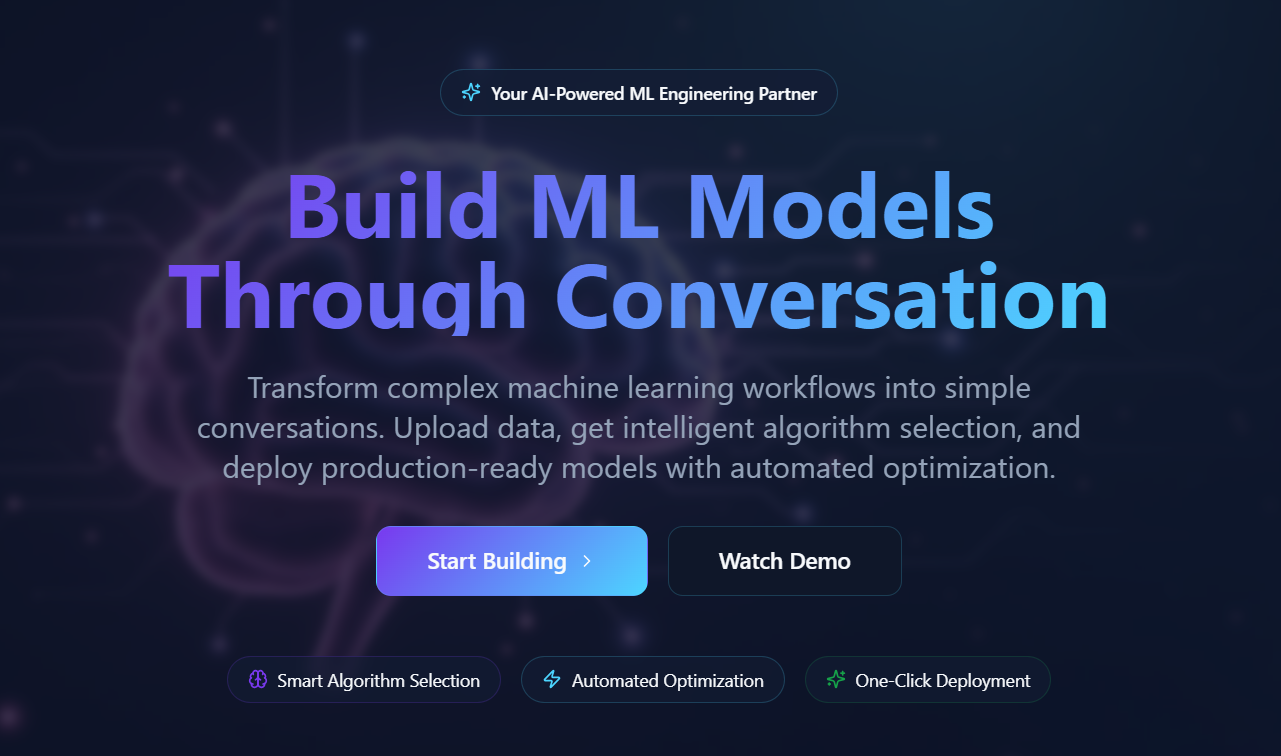 Your AI-Powered ML Engineering Partner
Build ML Models
Through Conversation
Transform complex machine learning workflows into simple
conversations. Upload data, get intelligent algorithm selection, and
deploy production-ready models with automated optimization.
Start Building
Watch Demo
Smart Algorithm Selection
Automated Optimization
One-Click Deployment